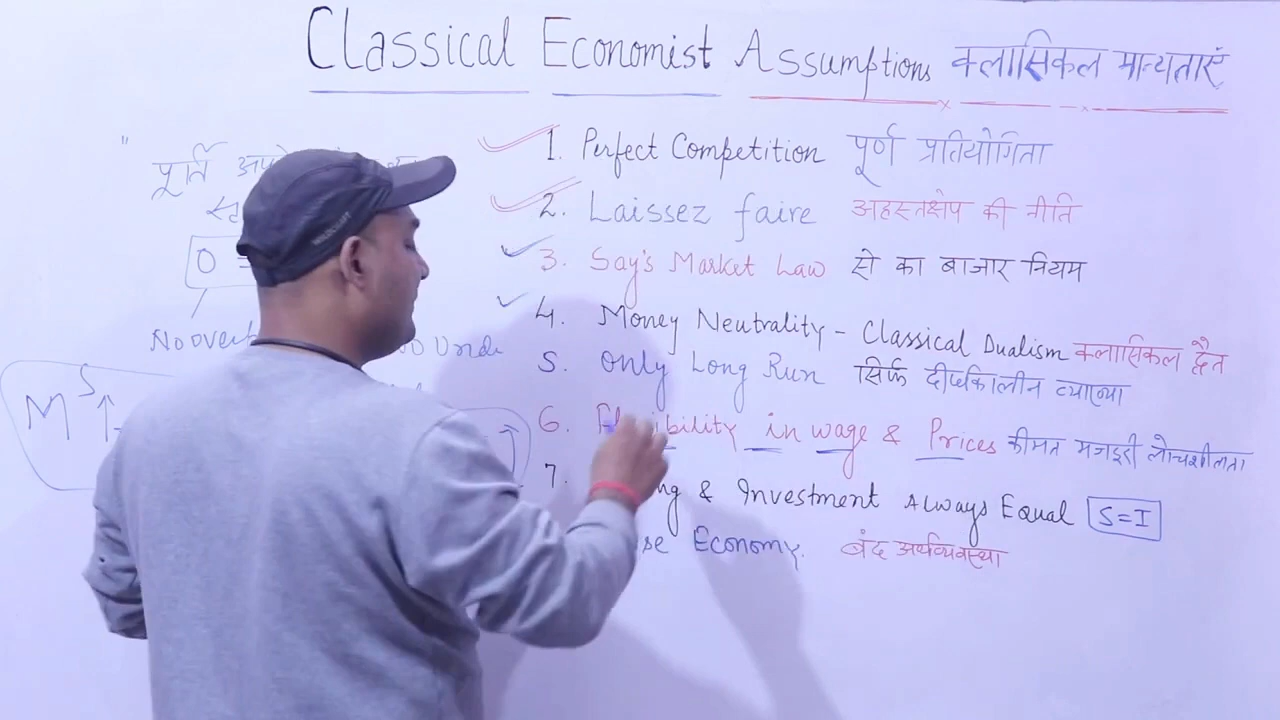 Classical Economist Assumptions क्लासिकल मान्यताएं
1. Perfect Competition पूर्ण प्रतियोगिता
2. Laissez faire अहस्तक्षेप की नीति
3. Say's Market Law से का बाजार नियम
4. Money Neutrality - Classical Dualism क्लासिकल द्वैत
5. Only Long Run सिर्फ दीर्घकालीन व्याख्या
6. in wage & Prices कीमत मजदूरी लोचशीलता
7. & Investment Always Equal S=I
Economy. बंद अर्थव्यवस्था
"
पूर्ति
0 =
No over
M S ↑